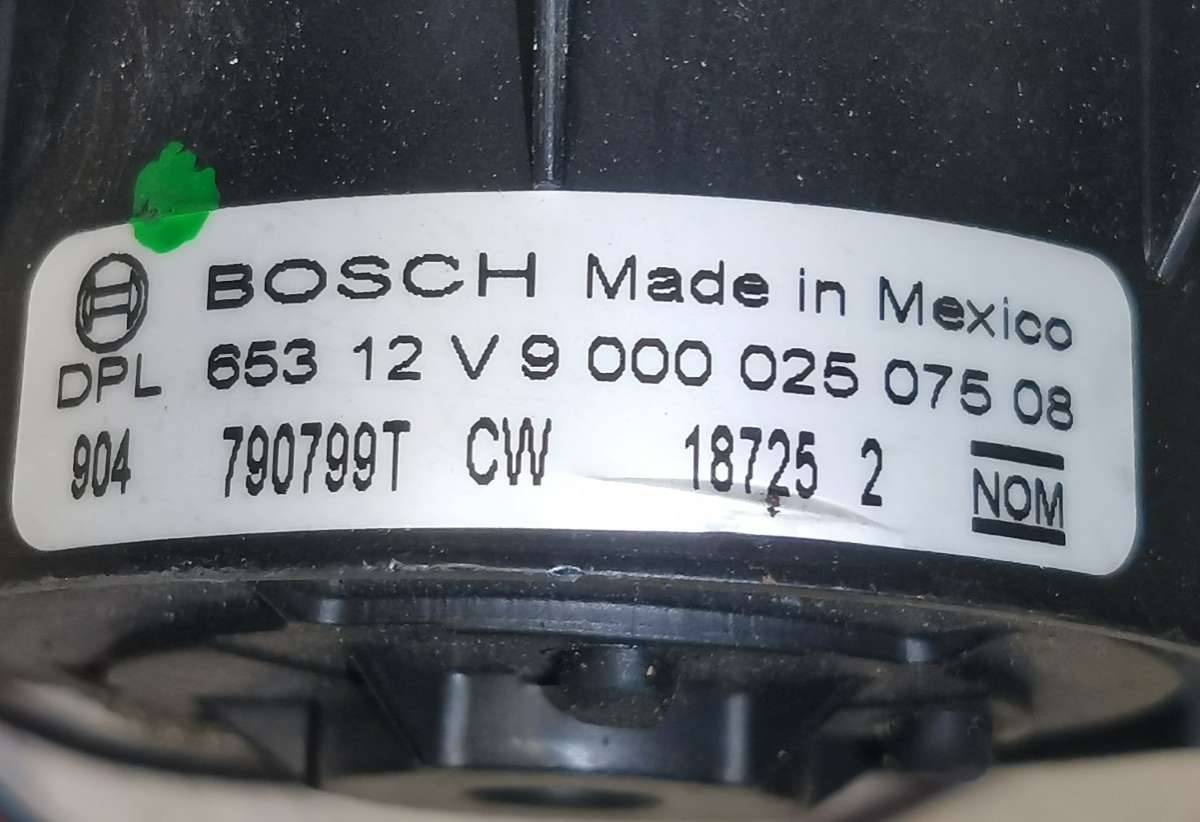 BOSCH Made in Mexico
DPL 653 12 V 9 000 025 075 08
904 790799T CW 18725 2 NOM